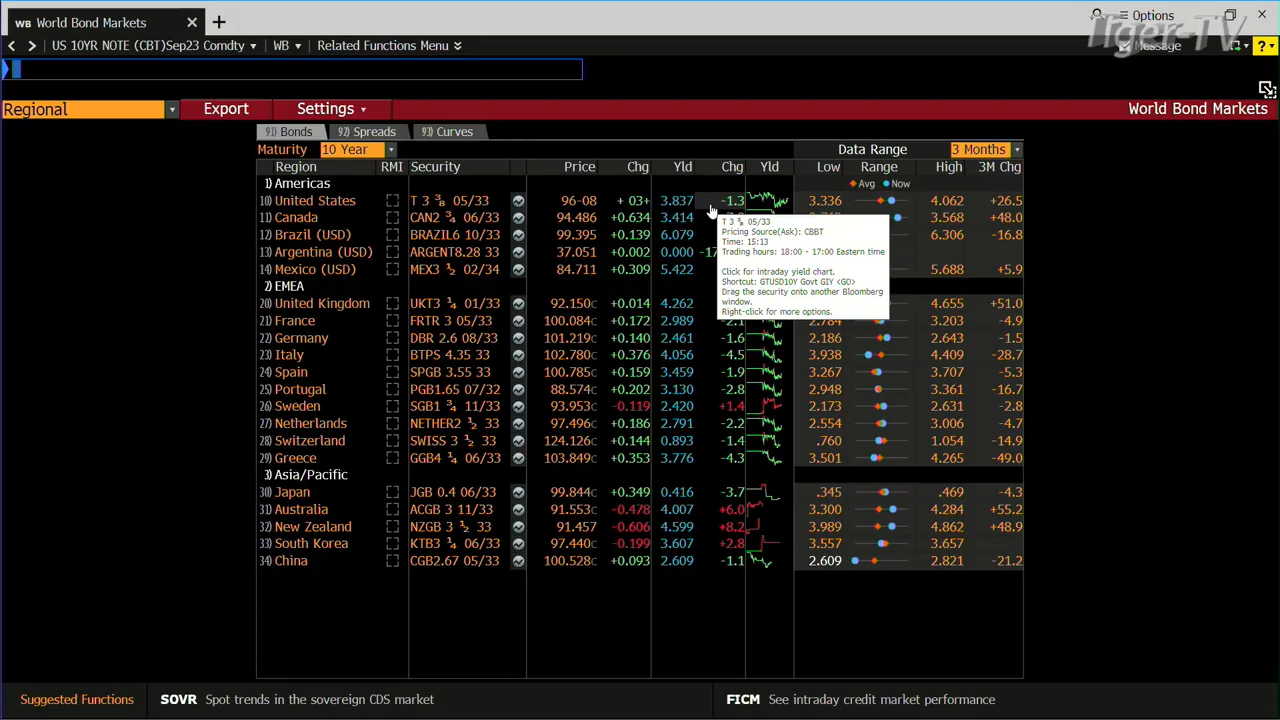 WB World Bond Markets × +
Options
US 10YR NOTE (CBT)Sep23 Comdty WB Related Functions Menu
Message ?
Tiger-TV
Regional Export Settings World Bond Markets
91) Bonds 92) Spreads 93) Curves
Maturity 10 Year Data Range 3 Months
Region RMI Security Price Chg Yld Chg Yld Low Range High 3M Chg
1) Americas Avg Now
10) United States T 3 ⅜ 05/33 96-08 + 03+ 3.837 -1.3 3.336 4.062 +26.5
11) Canada CAN2 ¾ 06/33 94.486 +0.634 3.414 3.568 +48.0
12) Brazil (USD) BRAZIL6 10/33 99.395 +0.139 6.079 6.306 -16.8
13) Argentina (USD) ARGENT8.28 33 37.051 +0.002 0.000 -17
14) Mexico (USD) MEX3 ½ 02/34 84.711 +0.309 5.422 5.688 +5.9
T 3 ⅜ 05/33
Pricing Source(Ask): CBBT
Time: 15:13
Trading hours: 18:00 - 17:00 Eastern time
Click for intraday yield chart.
Shortcut: GTUSD10Y Govt GIY <GO>
Drag the security onto another Bloomberg
window.
Right-click for more options.
2) EMEA
20) United Kingdom UKT3 ¼ 01/33 92.150c +0.014 4.262 4.655 +51.0
21) France FRTR 3 05/33 100.084c +0.172 2.989 -2.1 2.784 3.203 -4.9
22) Germany DBR 2.6 08/33 101.219c +0.140 2.461 -1.6 2.186 2.643 -1.5
23) Italy BTPS 4.35 33 102.780c +0.376 4.056 -4.5 3.938 4.409 -28.7
24) Spain SPGB 3.55 33 100.785c +0.159 3.459 -1.9 3.267 3.707 -5.3
25) Portugal PGB1.65 07/32 88.574c +0.202 3.130 -2.8 2.948 3.361 -16.7
26) Sweden SGB1 ¾ 11/33 93.953c -0.119 2.420 +1.4 2.173 2.631 -2.8
27) Netherlands NETHER2 ½ 33 97.496c +0.186 2.791 -2.2 2.554 3.006 -4.7
28) Switzerland SWISS 3 ½ 33 124.126c +0.144 0.893 -1.4 .760 1.054 -14.9
29) Greece GGB4 ¼ 06/33 103.849c +0.353 3.776 -4.3 3.501 4.265 -49.0
3) Asia/Pacific
30) Japan JGB 0.4 06/33 99.844c +0.349 0.416 -3.7 .345 .469 -4.3
31) Australia ACGB 3 11/33 91.553c -0.478 4.007 +6.0 3.300 4.284 +55.2
32) New Zealand NZGB 3 ½ 33 91.457 -0.606 4.599 +8.2 3.989 4.862 +48.9
33) South Korea KTB3 ¼ 06/33 97.440c -0.199 3.607 +2.8 3.557 3.657
34) China CGB2.67 05/33 100.528c +0.093 2.609 -1.1 2.609 2.821 -21.2
Suggested Functions SOVR Spot trends in the sovereign CDS market FICM See intraday credit market performance